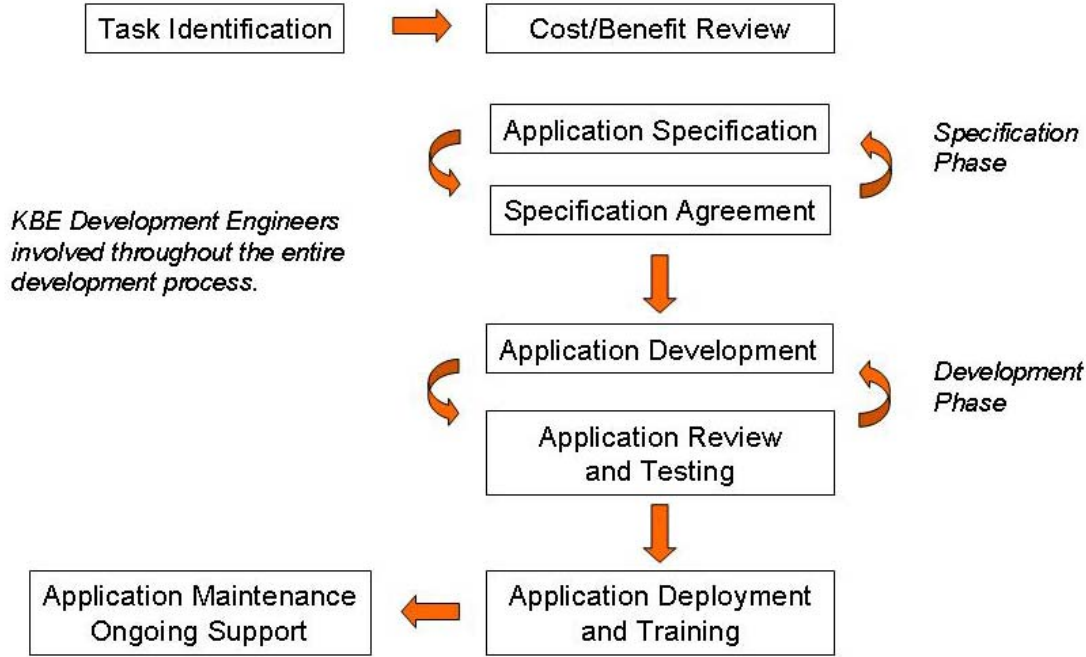 Task Identification
Cost/Benefit Review
Application Specification
Specification
Phase
Specification Agreement
KBE Development Engineers
involved throughout the entire
development process.
Application Development
Development
Phase
Application Review
and Testing
Application Deployment
and Training
Application Maintenance
Ongoing Support